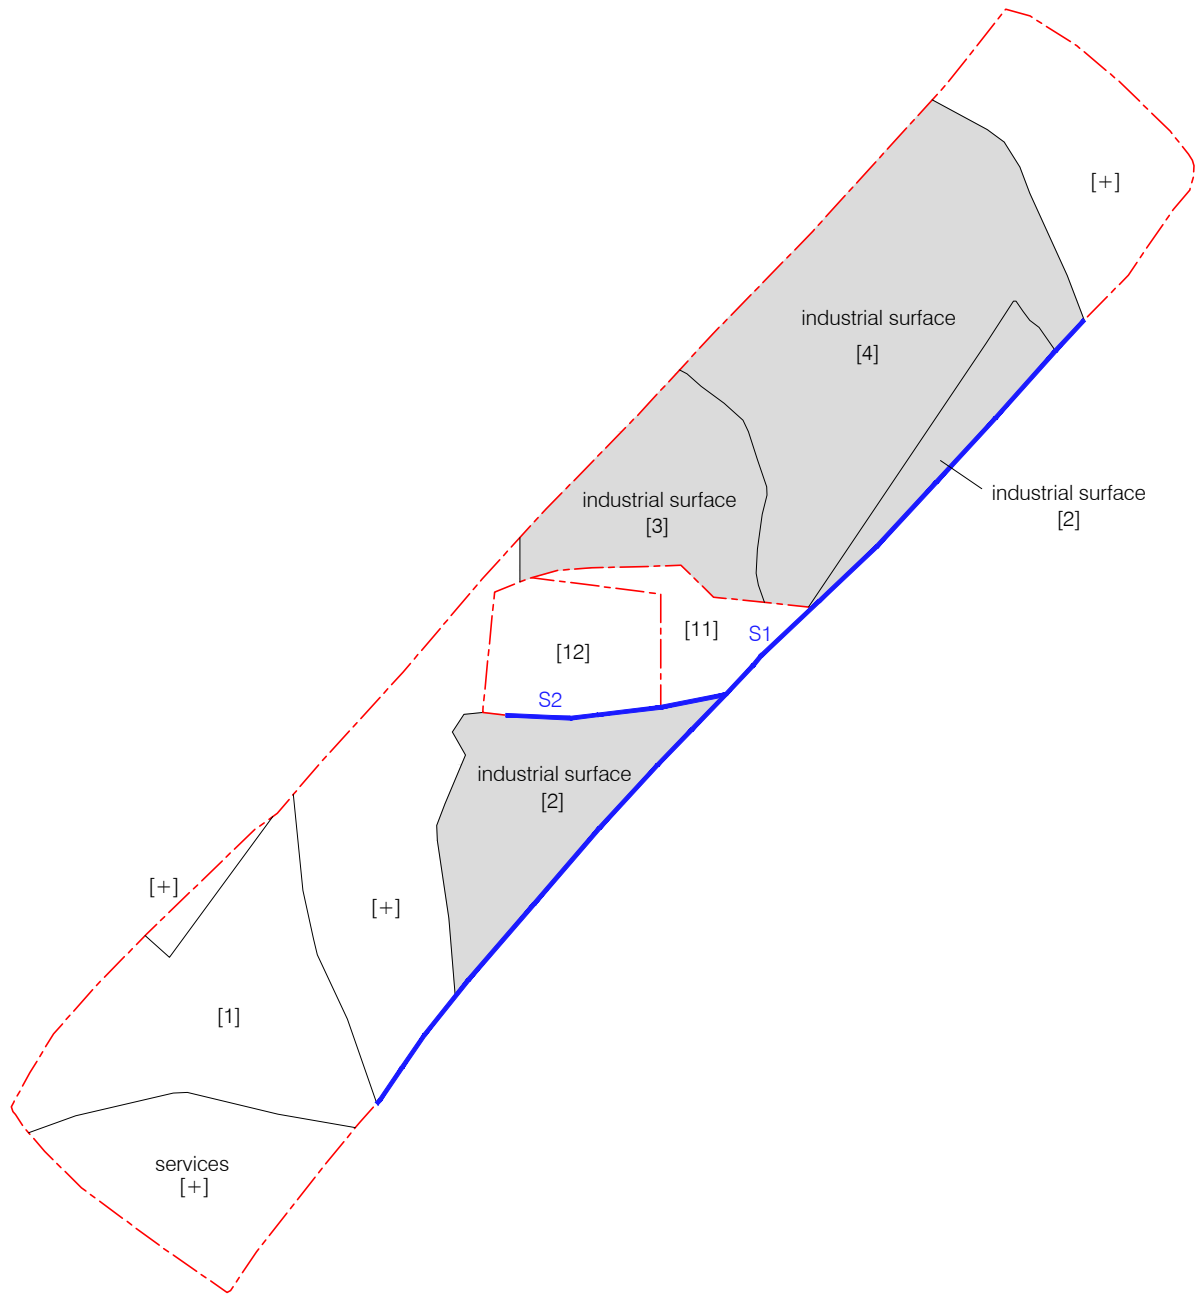 [+]
industrial surface
[4]
industrial surface
[3]
industrial surface
[2]
[11]
S1
[12]
S2
industrial surface
[2]
[+]
[+]
[1]
services
[+]